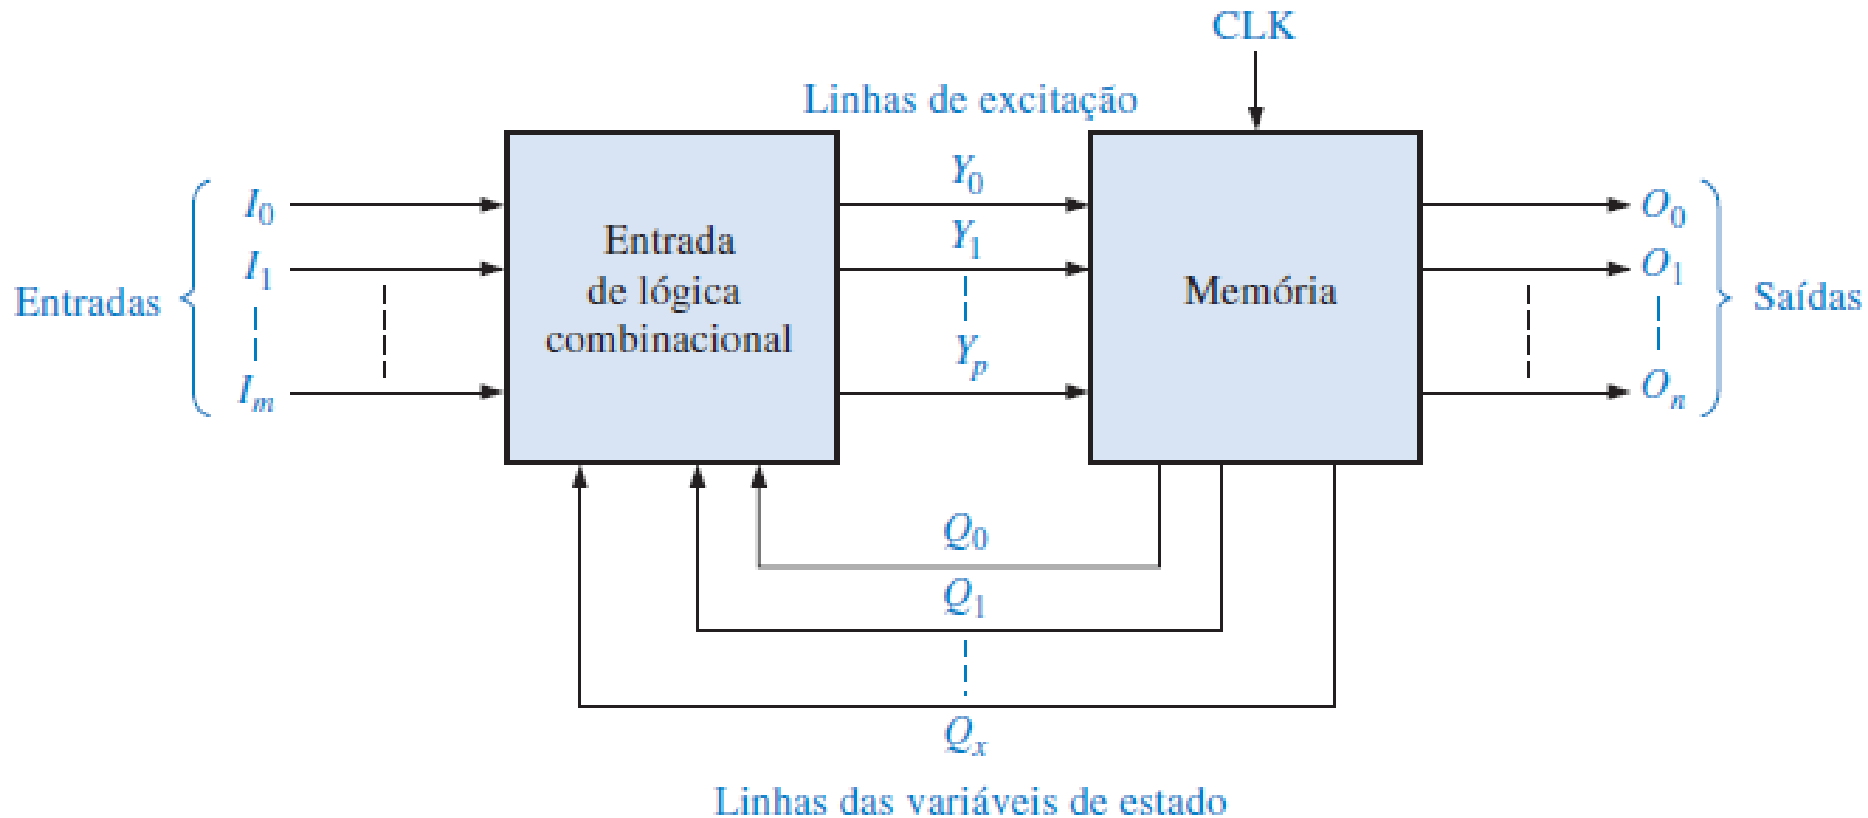 CLK
Linhas de excitação
Entradas
I0
I1
Im
Entrada
de lógica
combinacional
Y0
Y1
Yp
Memória
O0
O1
On
Saídas
Q0
Q1
Qx
Linhas das variáveis de estado